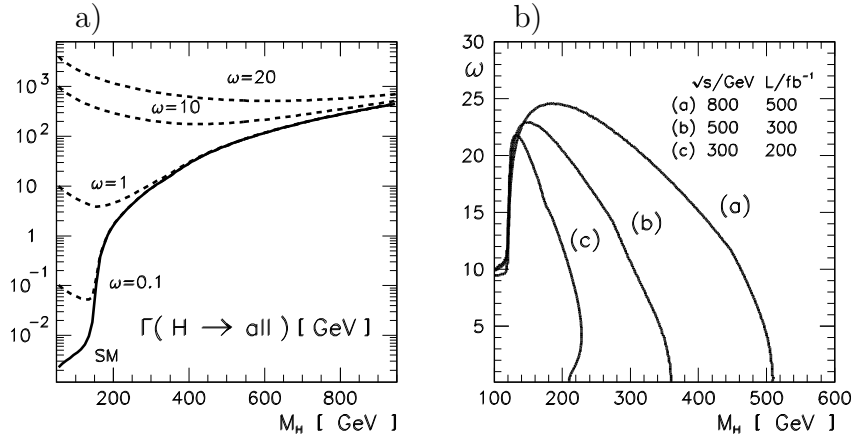 a)
10³
10²
10
1
10⁻¹
10⁻²
ω=20
ω=10
ω=1
ω=0.1
SM
Γ( H → all ) [ GeV ]
200 400 600 800
M_H [ GeV ]
b)
30
ω
25
20
15
10
5
√s/GeV L/fb⁻¹
(a) 800 500
(b) 500 300
(c) 300 200
(a)
(b)
(c)
100 200 300 400 500 600
M_H [ GeV ]